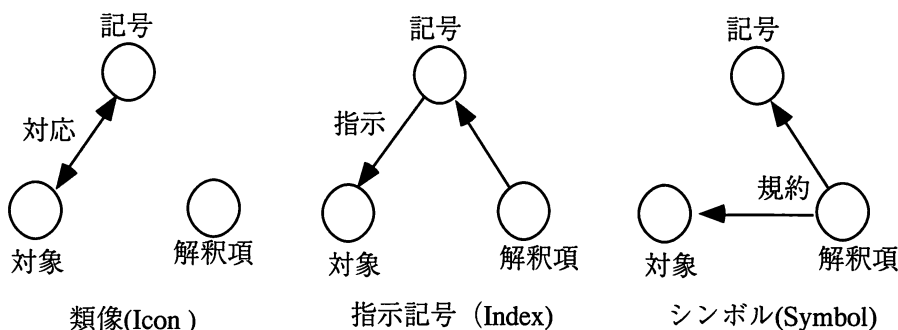 記号
対応
対象
解釈項
類像(Icon )
記号
指示
対象
解釈項
指示記号（Index)
記号
規約
対象
解釈項
シンボル(Symbol)